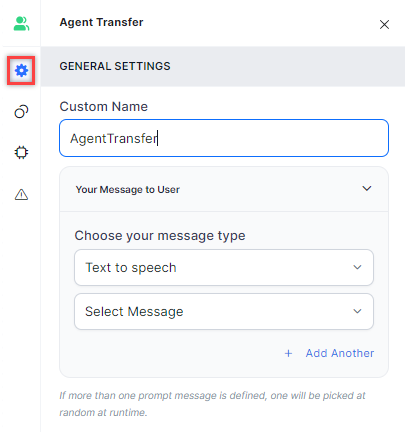 Agent Transfer
GENERAL SETTINGS
Custom Name
AgentTransfer
Your Message to User
Choose your message type
Text to speech
Select Message
+ Add Another
If more than one prompt message is defined, one will be picked at
random at runtime.